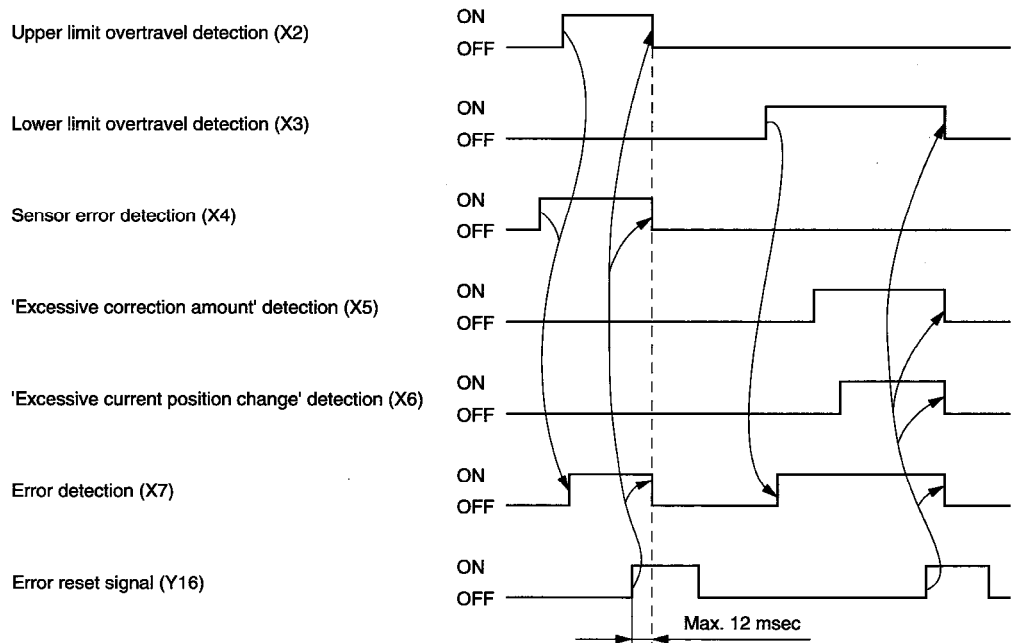 ON
Upper limit overtravel detection (X2)
OFF
ON
Lower limit overtravel detection (X3)
OFF
ON
Sensor error detection (X4)
OFF
ON
'Excessive correction amount' detection (X5)
OFF
ON
'Excessive current position change' detection (X6)
OFF
ON
Error detection (X7)
OFF
ON
Error reset signal (Y16)
OFF
Max. 12 msec